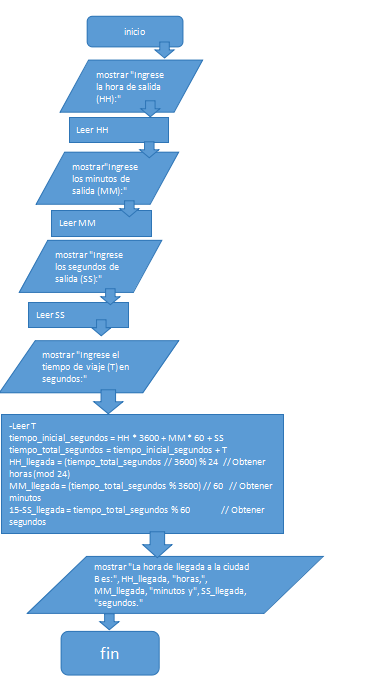 inicio
mostrar "Ingrese
la hora de salida
(HH):"
Leer HH
mostrar"Ingrese
los minutos de
salida (MM):"
Leer MM
mostrar "Ingrese
los segundos de
salida (SS):"
Leer SS
mostrar "Ingrese el
tiempo de viaje (T) en
segundos:"
-Leer T
tiempo_inicial_segundos = HH * 3600 + MM * 60 + SS
tiempo_total_segundos = tiempo_inicial_segundos + T
HH_llegada = (tiempo_total_segundos // 3600) % 24 // Obtener
horas (mod 24)
MM_llegada = (tiempo_total_segundos % 3600) // 60 // Obtener
minutos
15-SS_llegada = tiempo_total_segundos % 60 // Obtener
segundos
mostrar "La hora de llegada a la ciudad
B es:", HH_llegada, "horas,",
MM_llegada, "minutos y", SS_llegada,
"segundos."
fin